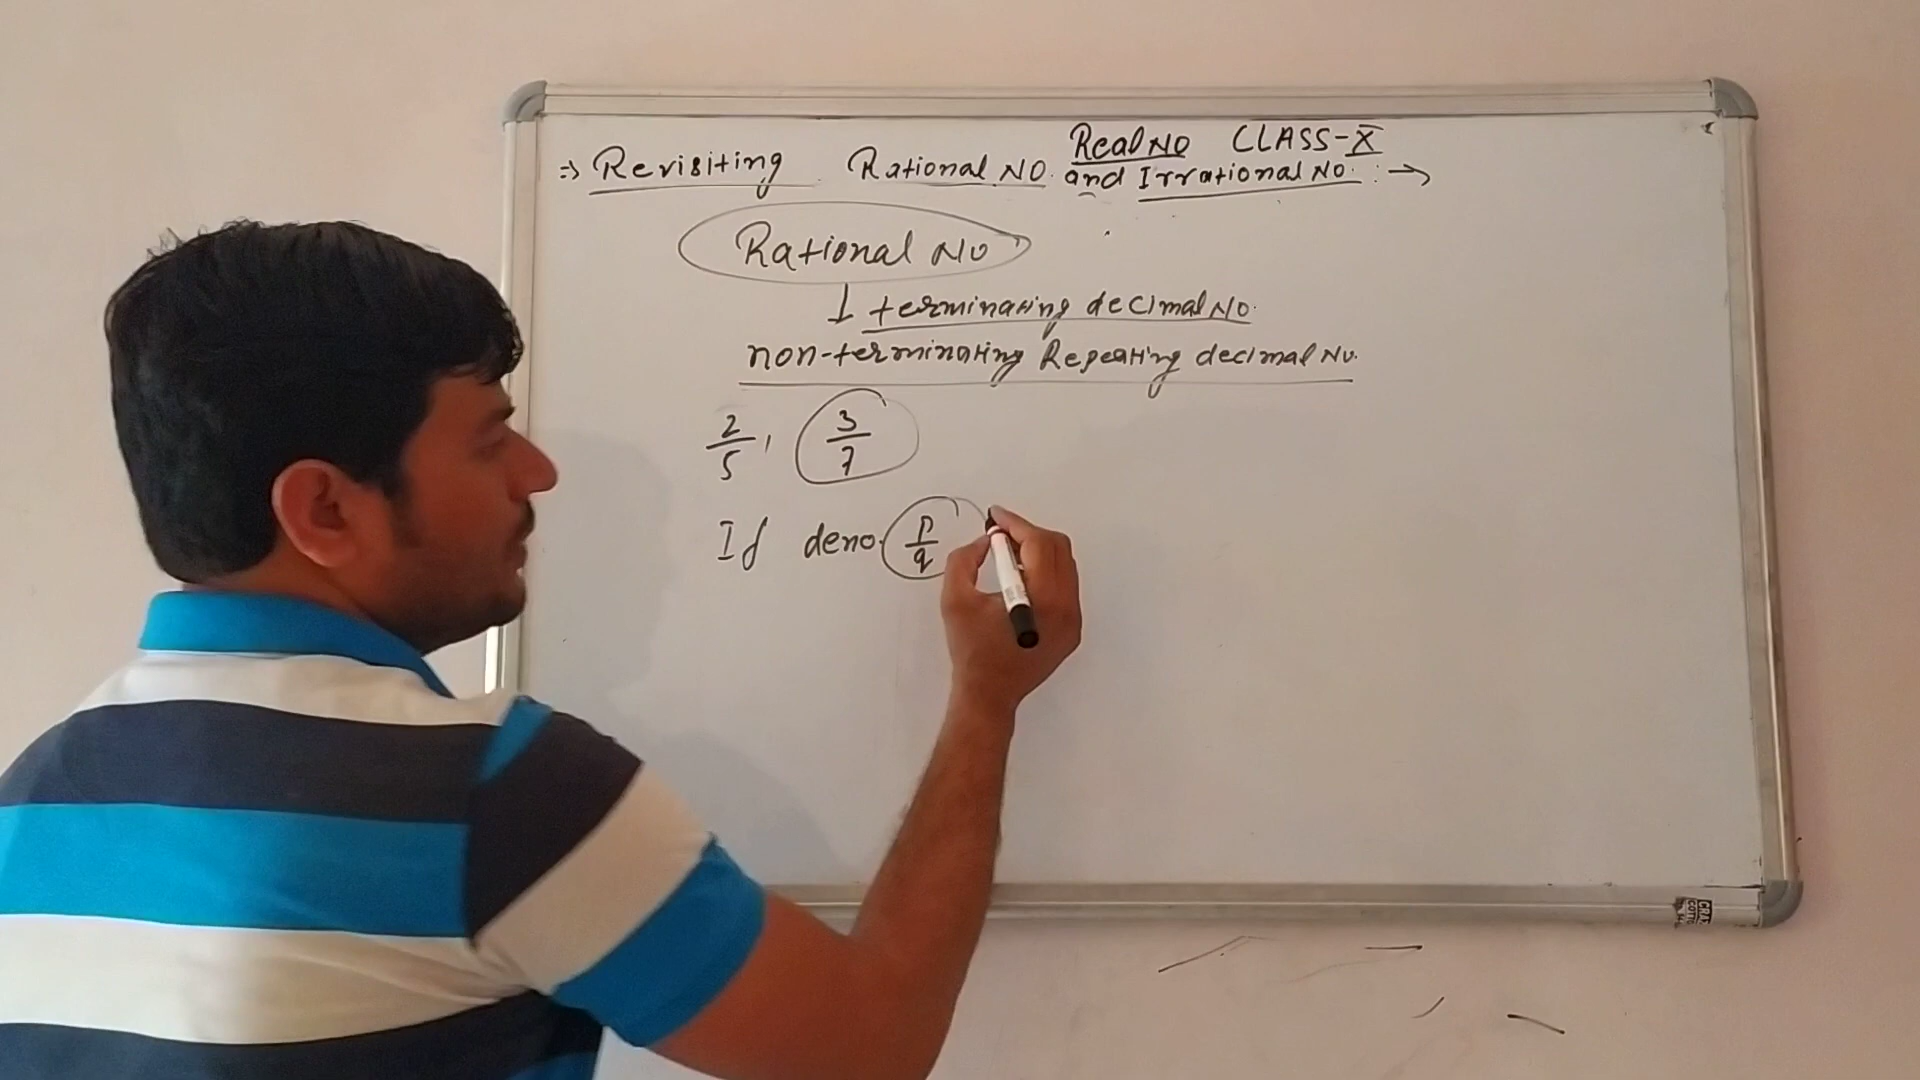 Real NO CLASS-X
⇒ Revisiting Rational NO. and Irrational No. : →
Rational No
↓ terminating decimal No.
non-terminating Repeating decimal No.
2/5, 3/7
If deno. p/q